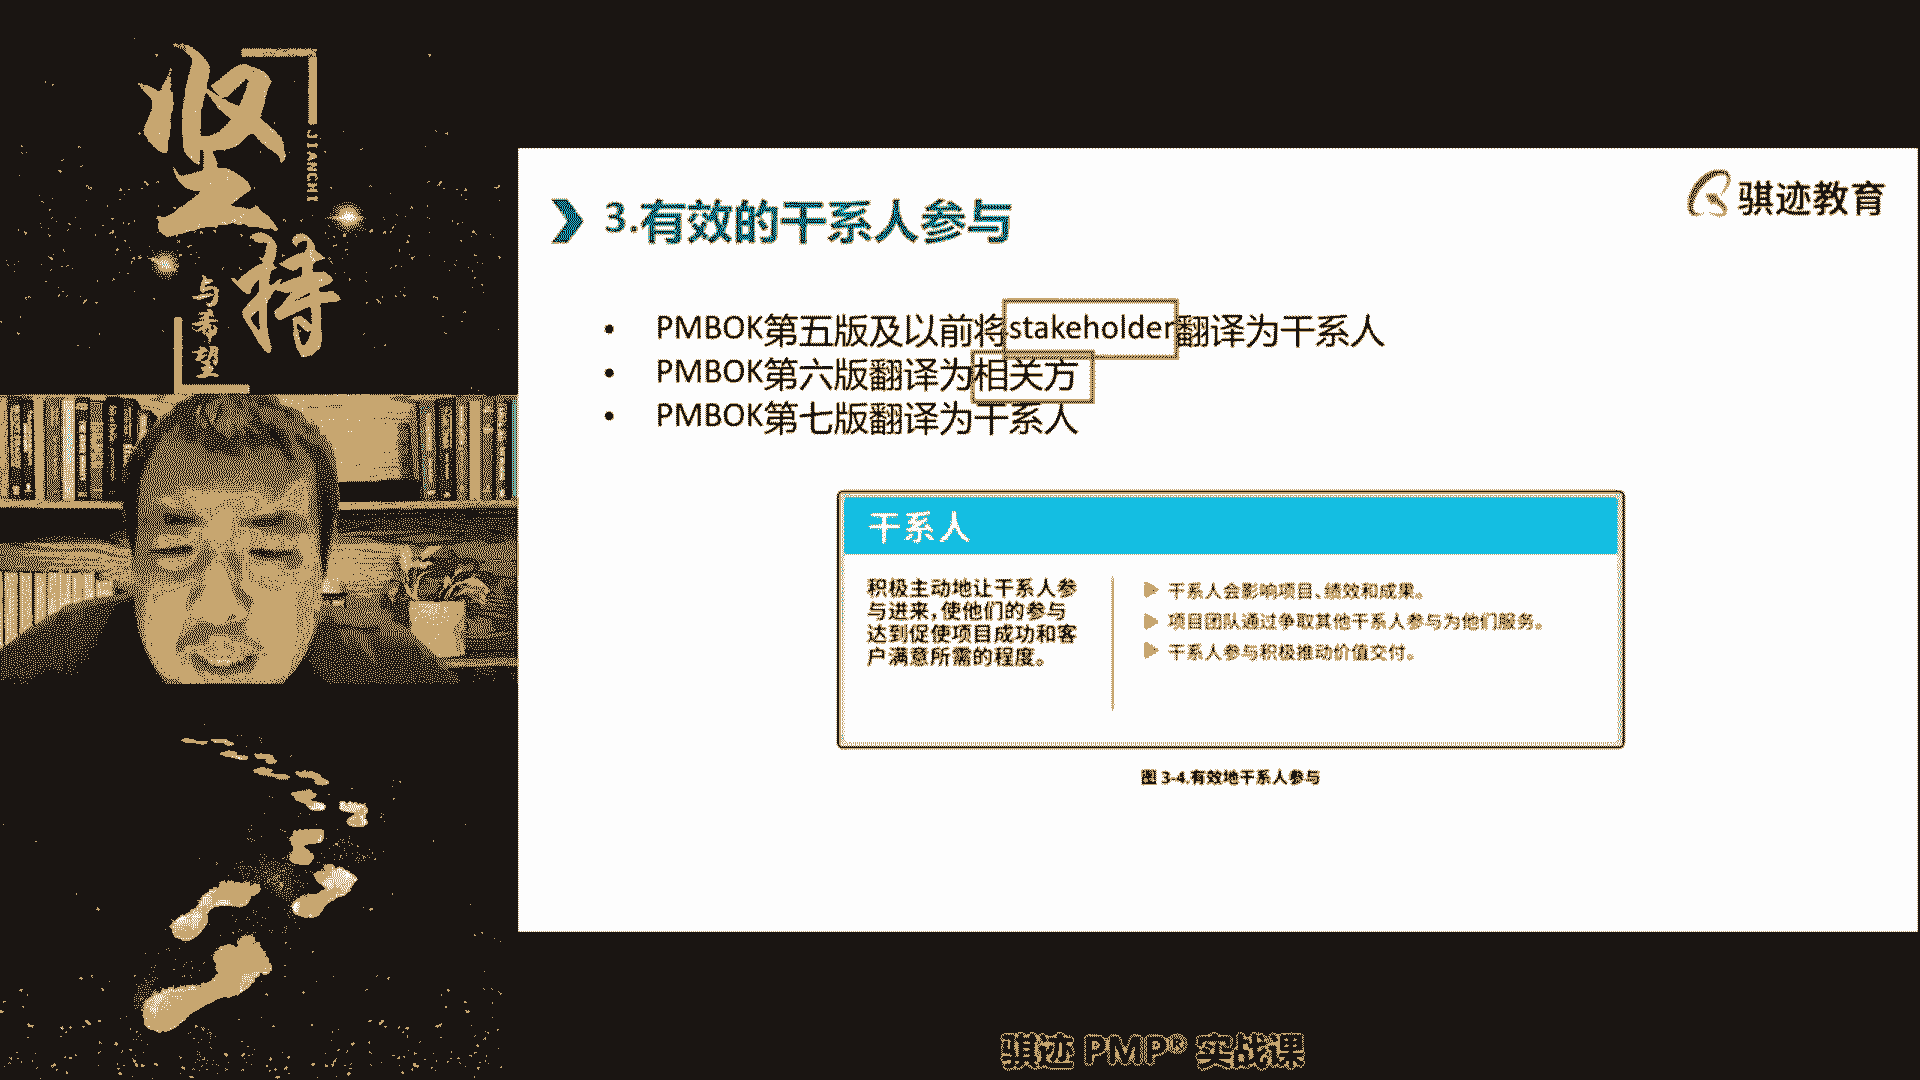 坚持
JIANCHI
与希望
骐迹教育
3.有效的干系人参与
• PMBOK第五版及以前将stakeholder翻译为干系人
• PMBOK第六版翻译为相关方
• PMBOK第七版翻译为干系人
干系人
积极主动地让干系人参
与进来，使他们的参与
达到促使项目成功和客
户满意所需的程度。
干系人会影响项目、绩效和成果。
项目团队通过争取其他干系人参与为他们服务。
干系人参与积极推动价值交付。
图 3-4.有效地干系人参与
骐迹 PMP® 实战课